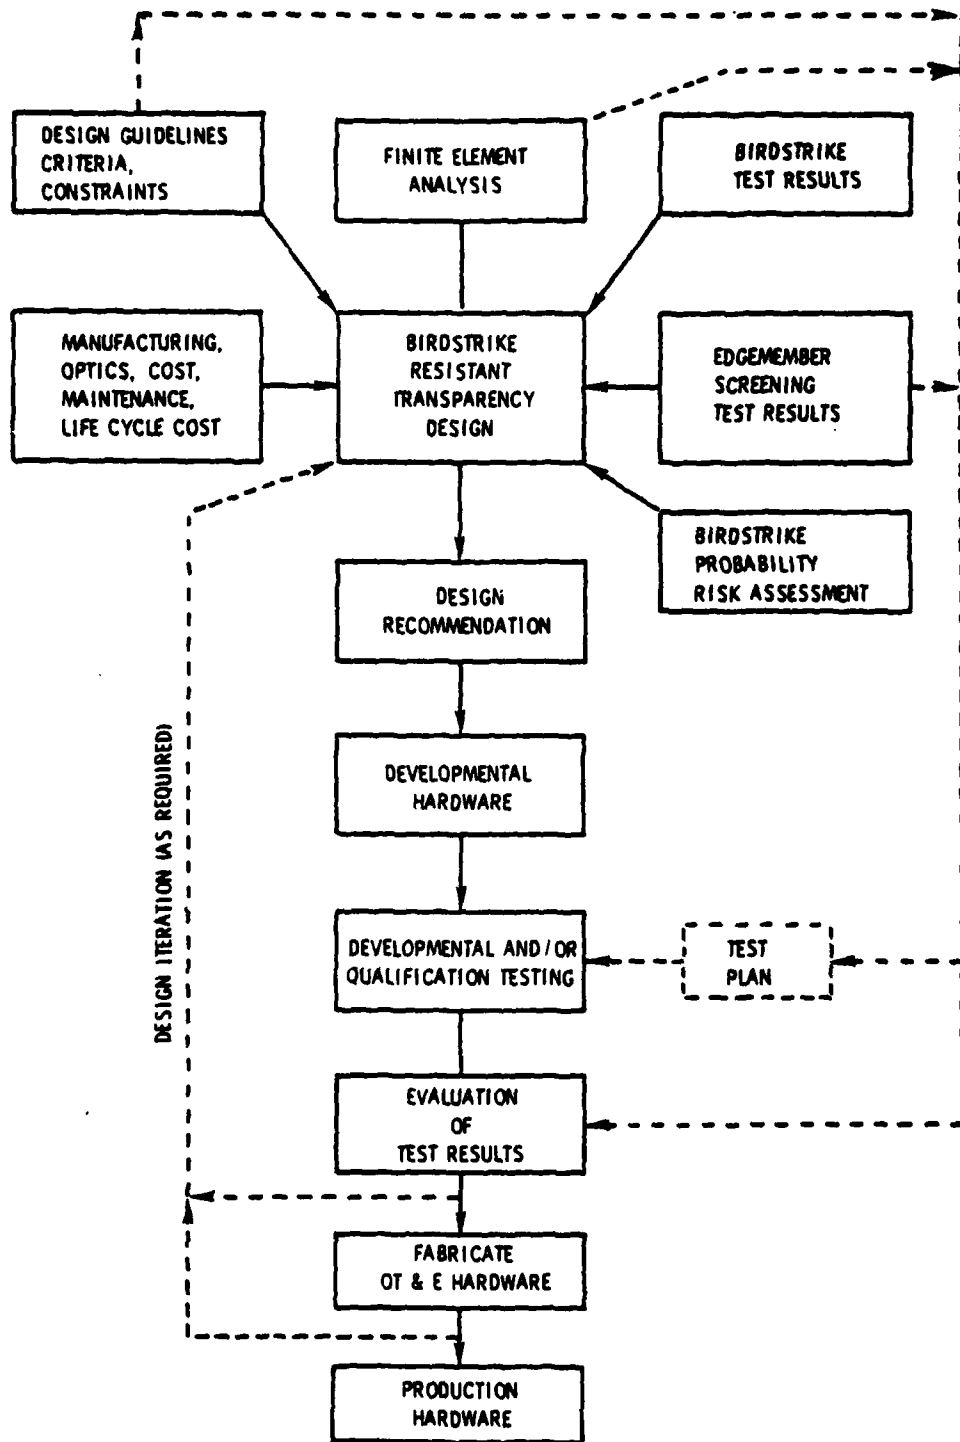 DESIGN GUIDELINES
CRITERIA,
CONSTRAINTS
FINITE ELEMENT
ANALYSIS
BIRDSTRIKE
TEST RESULTS
MANUFACTURING,
OPTICS, COST,
MAINTENANCE,
LIFE CYCLE COST
BIRDSTRIKE
RESISTANT
TRANSPARENCY
DESIGN
EDGEMEMBER
SCREENING
TEST RESULTS
BIRDSTRIKE
PROBABILITY
RISK ASSESSMENT
DESIGN
RECOMMENDATION
DEVELOPMENTAL
HARDWARE
DESIGN ITERATION (AS REQUIRED)
DEVELOPMENTAL AND/OR
QUALIFICATION TESTING
TEST
PLAN
EVALUATION
OF
TEST RESULTS
FABRICATE
OT & E HARDWARE
PRODUCTION
HARDWARE